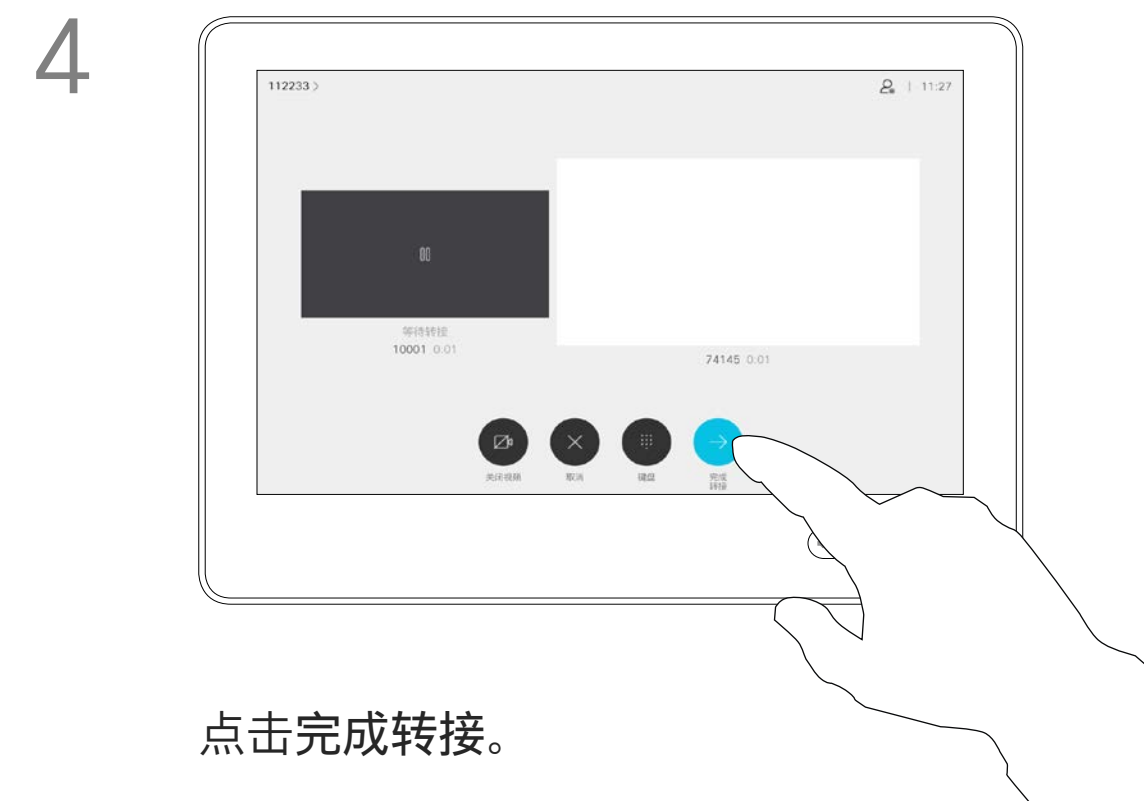 4
112233 >
11:27
等待转接
10001 0:01
74145 0:01
关闭视频
取消
键盘
完成
转接
点击完成转接。